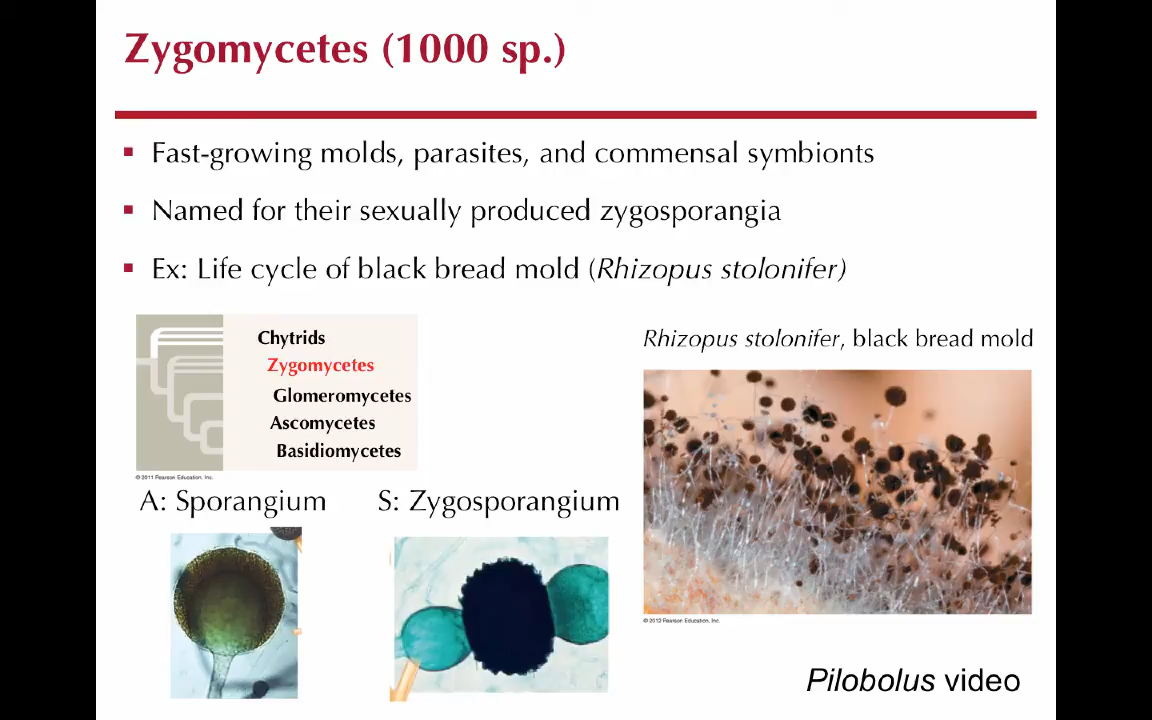 Zygomycetes (1000 sp.)
Fast-growing molds, parasites, and commensal symbionts
Named for their sexually produced zygosporangia
Ex: Life cycle of black bread mold (Rhizopus stolonifer)
Chytrids
Zygomycetes
Glomeromycetes
Ascomycetes
Basidiomycetes
© 2011 Pearson Education, Inc.
Rhizopus stolonifer, black bread mold
© 2012 Pearson Education, Inc.
A: Sporangium
S: Zygosporangium
Pilobolus video